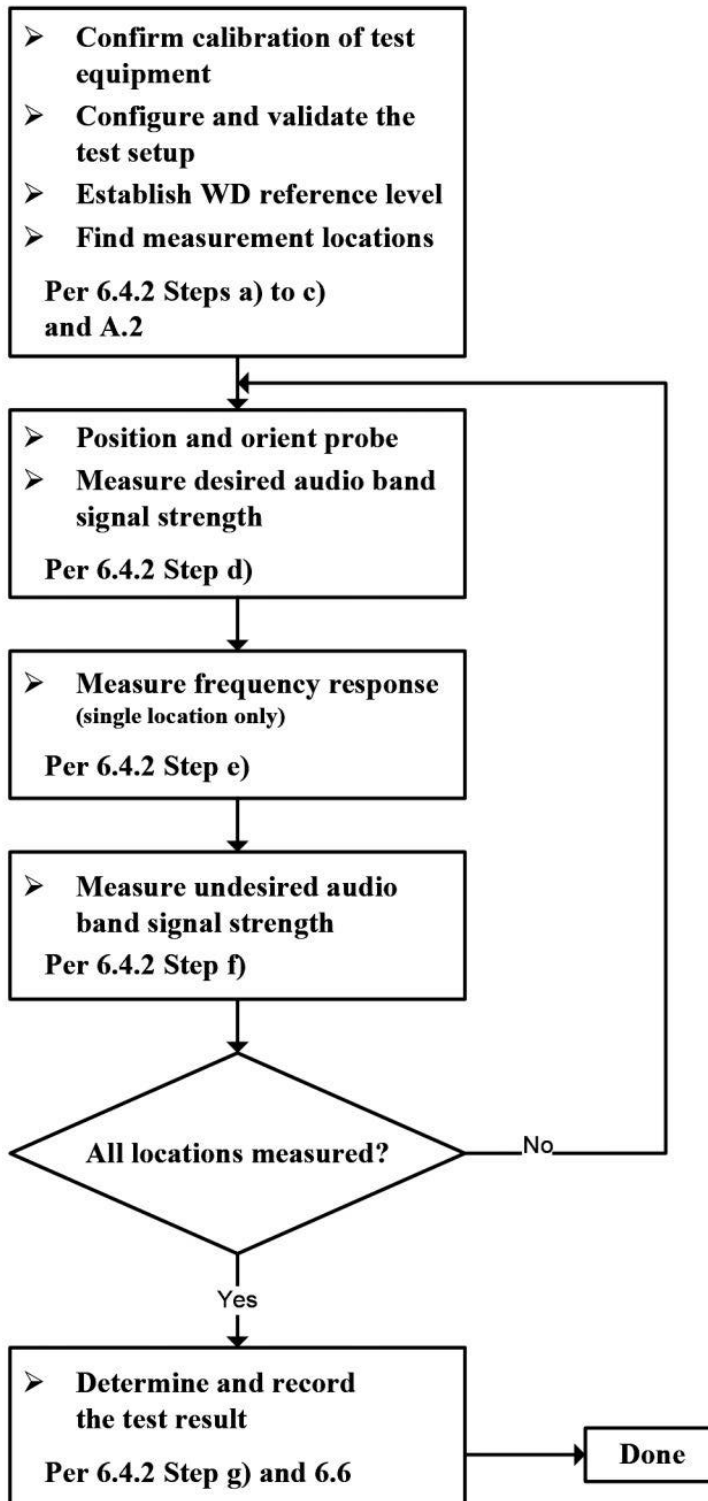 ➢ Confirm calibration of test
equipment
➢ Configure and validate the
test setup
➢ Establish WD reference level
➢ Find measurement locations
Per 6.4.2 Steps a) to c)
and A.2
➢ Position and orient probe
➢ Measure desired audio band
signal strength
Per 6.4.2 Step d)
➢ Measure frequency response
(single location only)
Per 6.4.2 Step e)
➢ Measure undesired audio
band signal strength
Per 6.4.2 Step f)
All locations measured?
No
Yes
➢ Determine and record
the test result
Per 6.4.2 Step g) and 6.6
Done